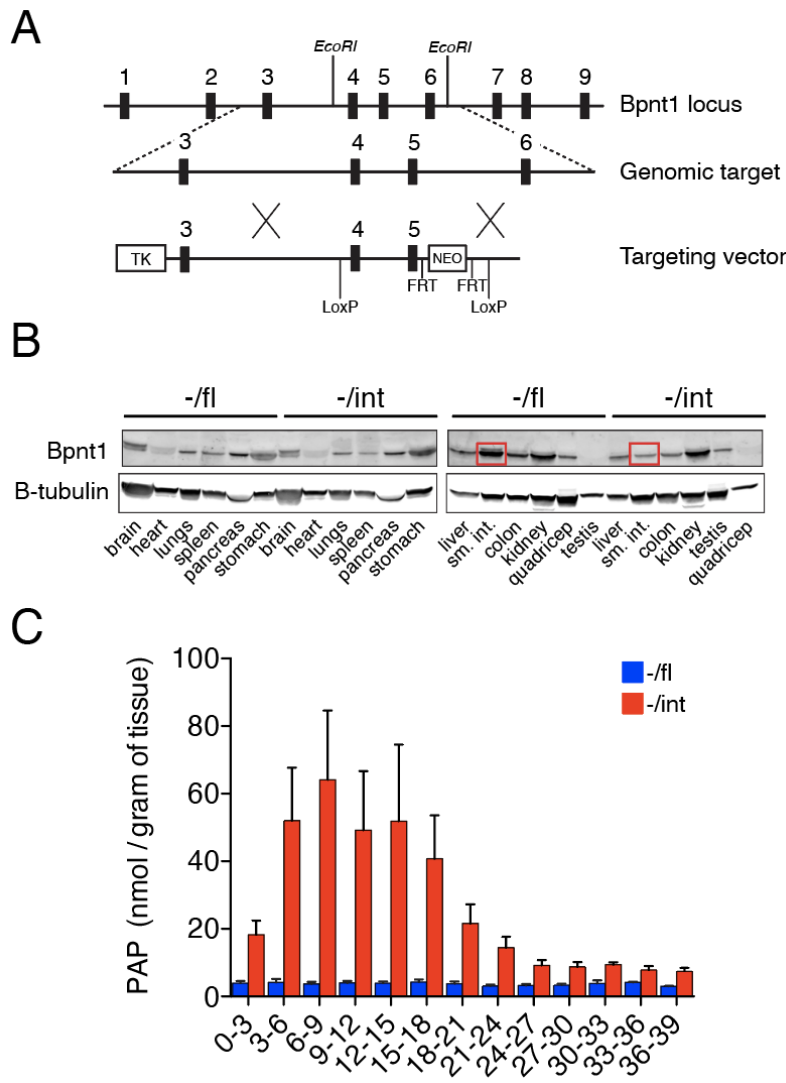 A
EcoRI EcoRI
1 2 3 4 5 6 7 8 9
Bpnt1 locus
3 4 5 6
Genomic target
3 4 5
TK NEO
Targeting vector
FRT FRT
LoxP LoxP
B
-/fl -/int -/fl -/int
Bpnt1
B-tubulin
brain heart lungs spleen pancreas stomach brain heart lungs spleen pancreas stomach liver sm. int. colon kidney quadricep testis liver sm. int. colon kidney testis quadricep
C
PAP (nmol / gram of tissue)
100
80
60
40
20
0
-/fl
-/int
0-3 3-6 6-9 9-12 12-15 15-18 18-21 21-24 24-27 27-30 30-33 33-36 36-39